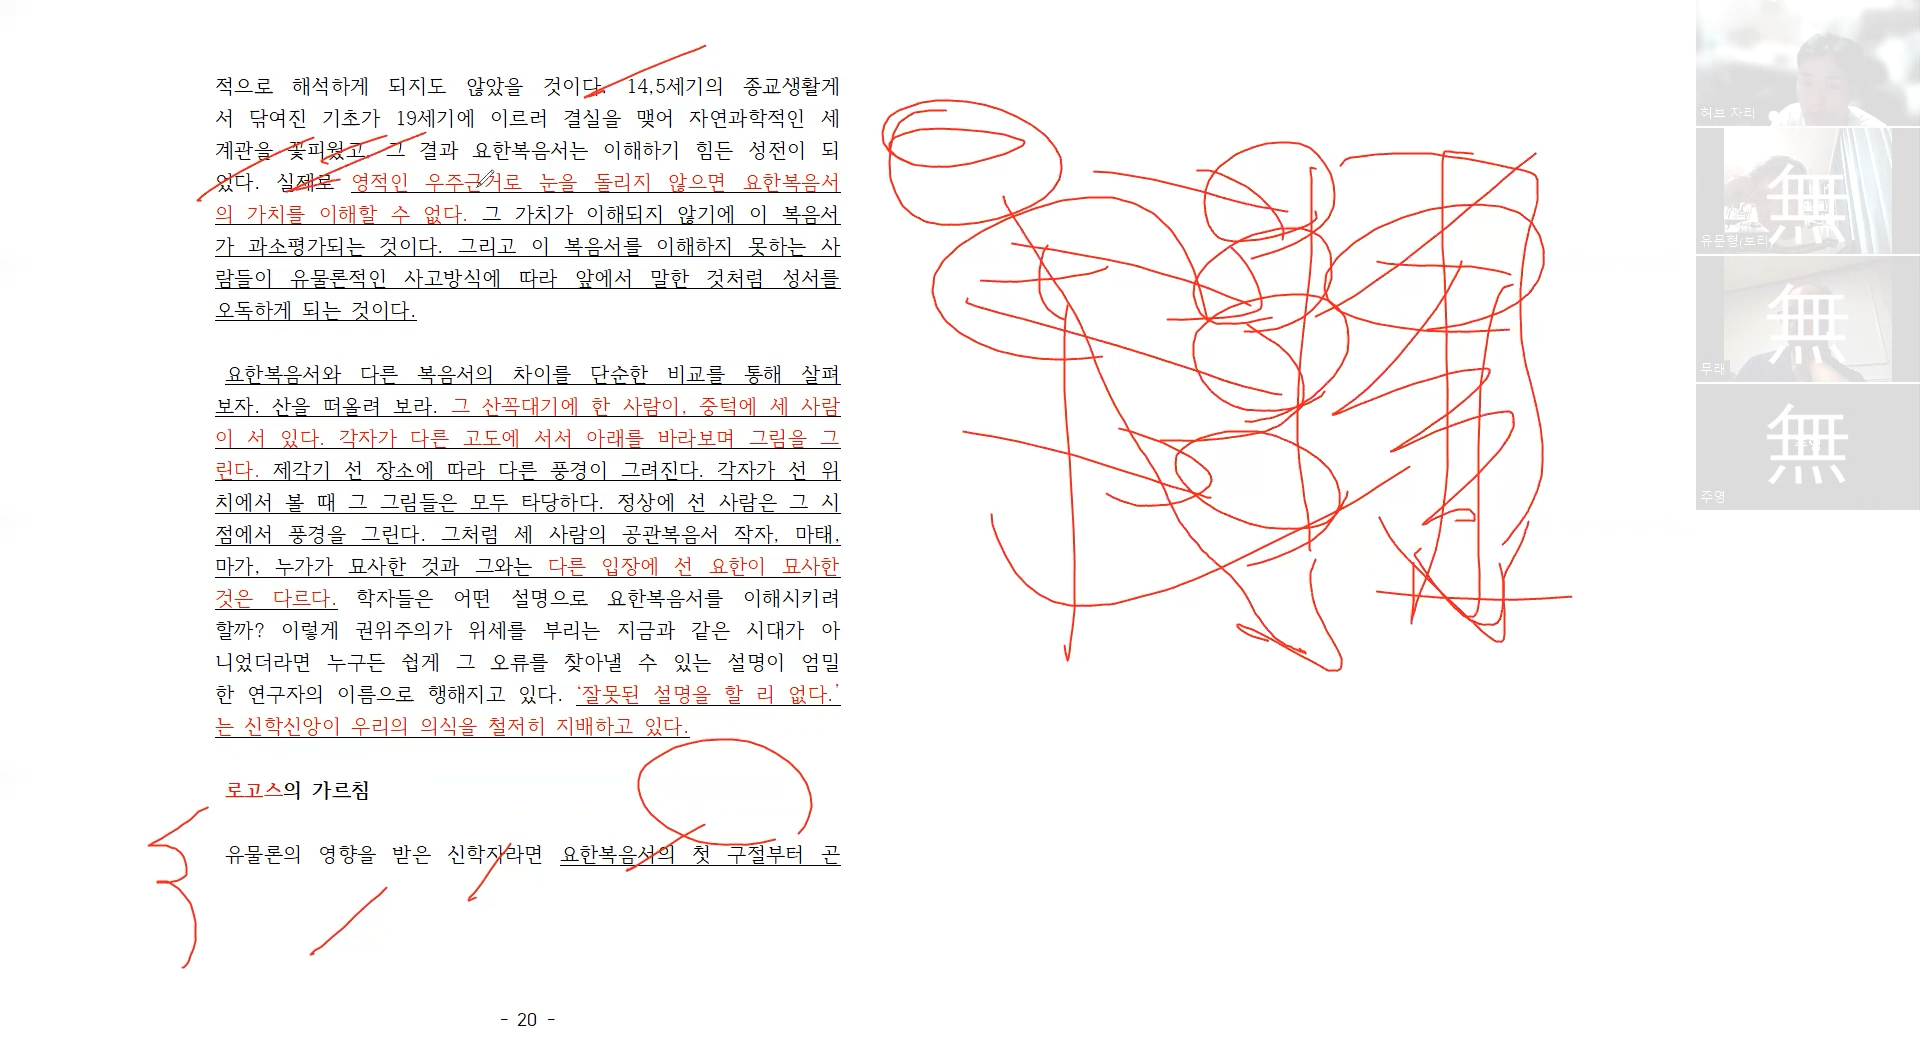 적으로 해석하게 되지도 않았을 것이다. 14,5세기의 종교생활게
서 닦여진 기초가 19세기에 이르러 결실을 맺어 자연과학적인 세
계관을 꽃피웠고, 그 결과 요한복음서는 이해하기 힘든 성전이 되
었다. 실제로 영적인 우주근거로 눈을 돌리지 않으면 요한복음서
의 가치를 이해할 수 없다. 그 가치가 이해되지 않기에 이 복음서
가 과소평가되는 것이다. 그리고 이 복음서를 이해하지 못하는 사
람들이 유물론적인 사고방식에 따라 앞에서 말한 것처럼 성서를
오독하게 되는 것이다.
요한복음서와 다른 복음서의 차이를 단순한 비교를 통해 살펴
보자. 산을 떠올려 보라. 그 산꼭대기에 한 사람이, 중턱에 세 사람
이 서 있다. 각자가 다른 고도에 서서 아래를 바라보며 그림을 그
린다. 제각기 선 장소에 따라 다른 풍경이 그려진다. 각자가 선 위
치에서 볼 때 그 그림들은 모두 타당하다. 정상에 선 사람은 그 시
점에서 풍경을 그린다. 그처럼 세 사람의 공관복음서 작자, 마태,
마가, 누가가 묘사한 것과 그와는 다른 입장에 선 요한이 묘사한
것은 다르다. 학자들은 어떤 설명으로 요한복음서를 이해시키려
할까? 이렇게 권위주의가 위세를 부리는 지금과 같은 시대가 아
니었더라면 누구든 쉽게 그 오류를 찾아낼 수 있는 설명이 엄밀
한 연구자의 이름으로 행해지고 있다. ‘잘못된 설명을 할 리 없다.’
는 신학신앙이 우리의 의식을 철저히 지배하고 있다.
로고스의 가르침
유물론의 영향을 받은 신학자라면 요한복음서의 첫 구절부터 곧
- 20 -
허브 자리
無
유문형(보리
無
무래
無
주영